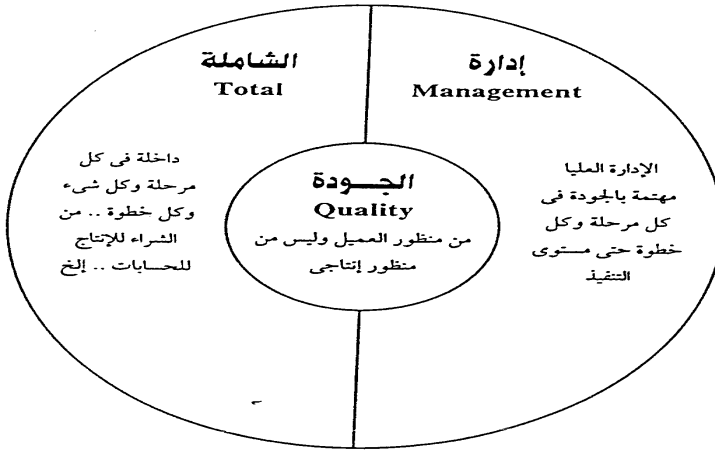 إدارة
Management
الإدارة العليا
مهتمة بالجودة فى
كل مرحلة وكل
خطوة حتى مستوى
التنفيذ
الجـــودة
Quality
من منظور العميل وليس من
منظور إنتاجى
الشاملة
Total
داخلة فى كل
مرحلة وكل شىء
وكل خطوة .. من
الشراء للإنتاج
للحسابات .. إلخ